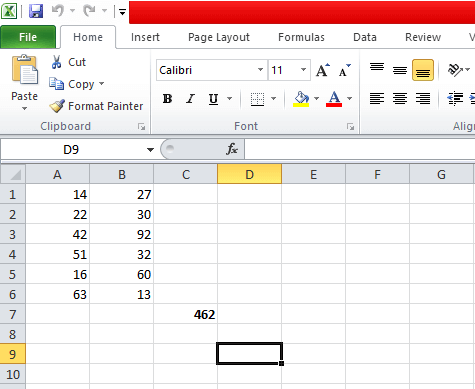 File Home Insert Page Layout Formulas Data Review
Cut
Copy
Format Painter
Paste
Clipboard
Calibri 11 A A
B I U A
Font
D9 fx
A B C D E F G
1 14 27
2 22 30
3 42 92
4 51 32
5 16 60
6 63 13
7 462
8
9
10